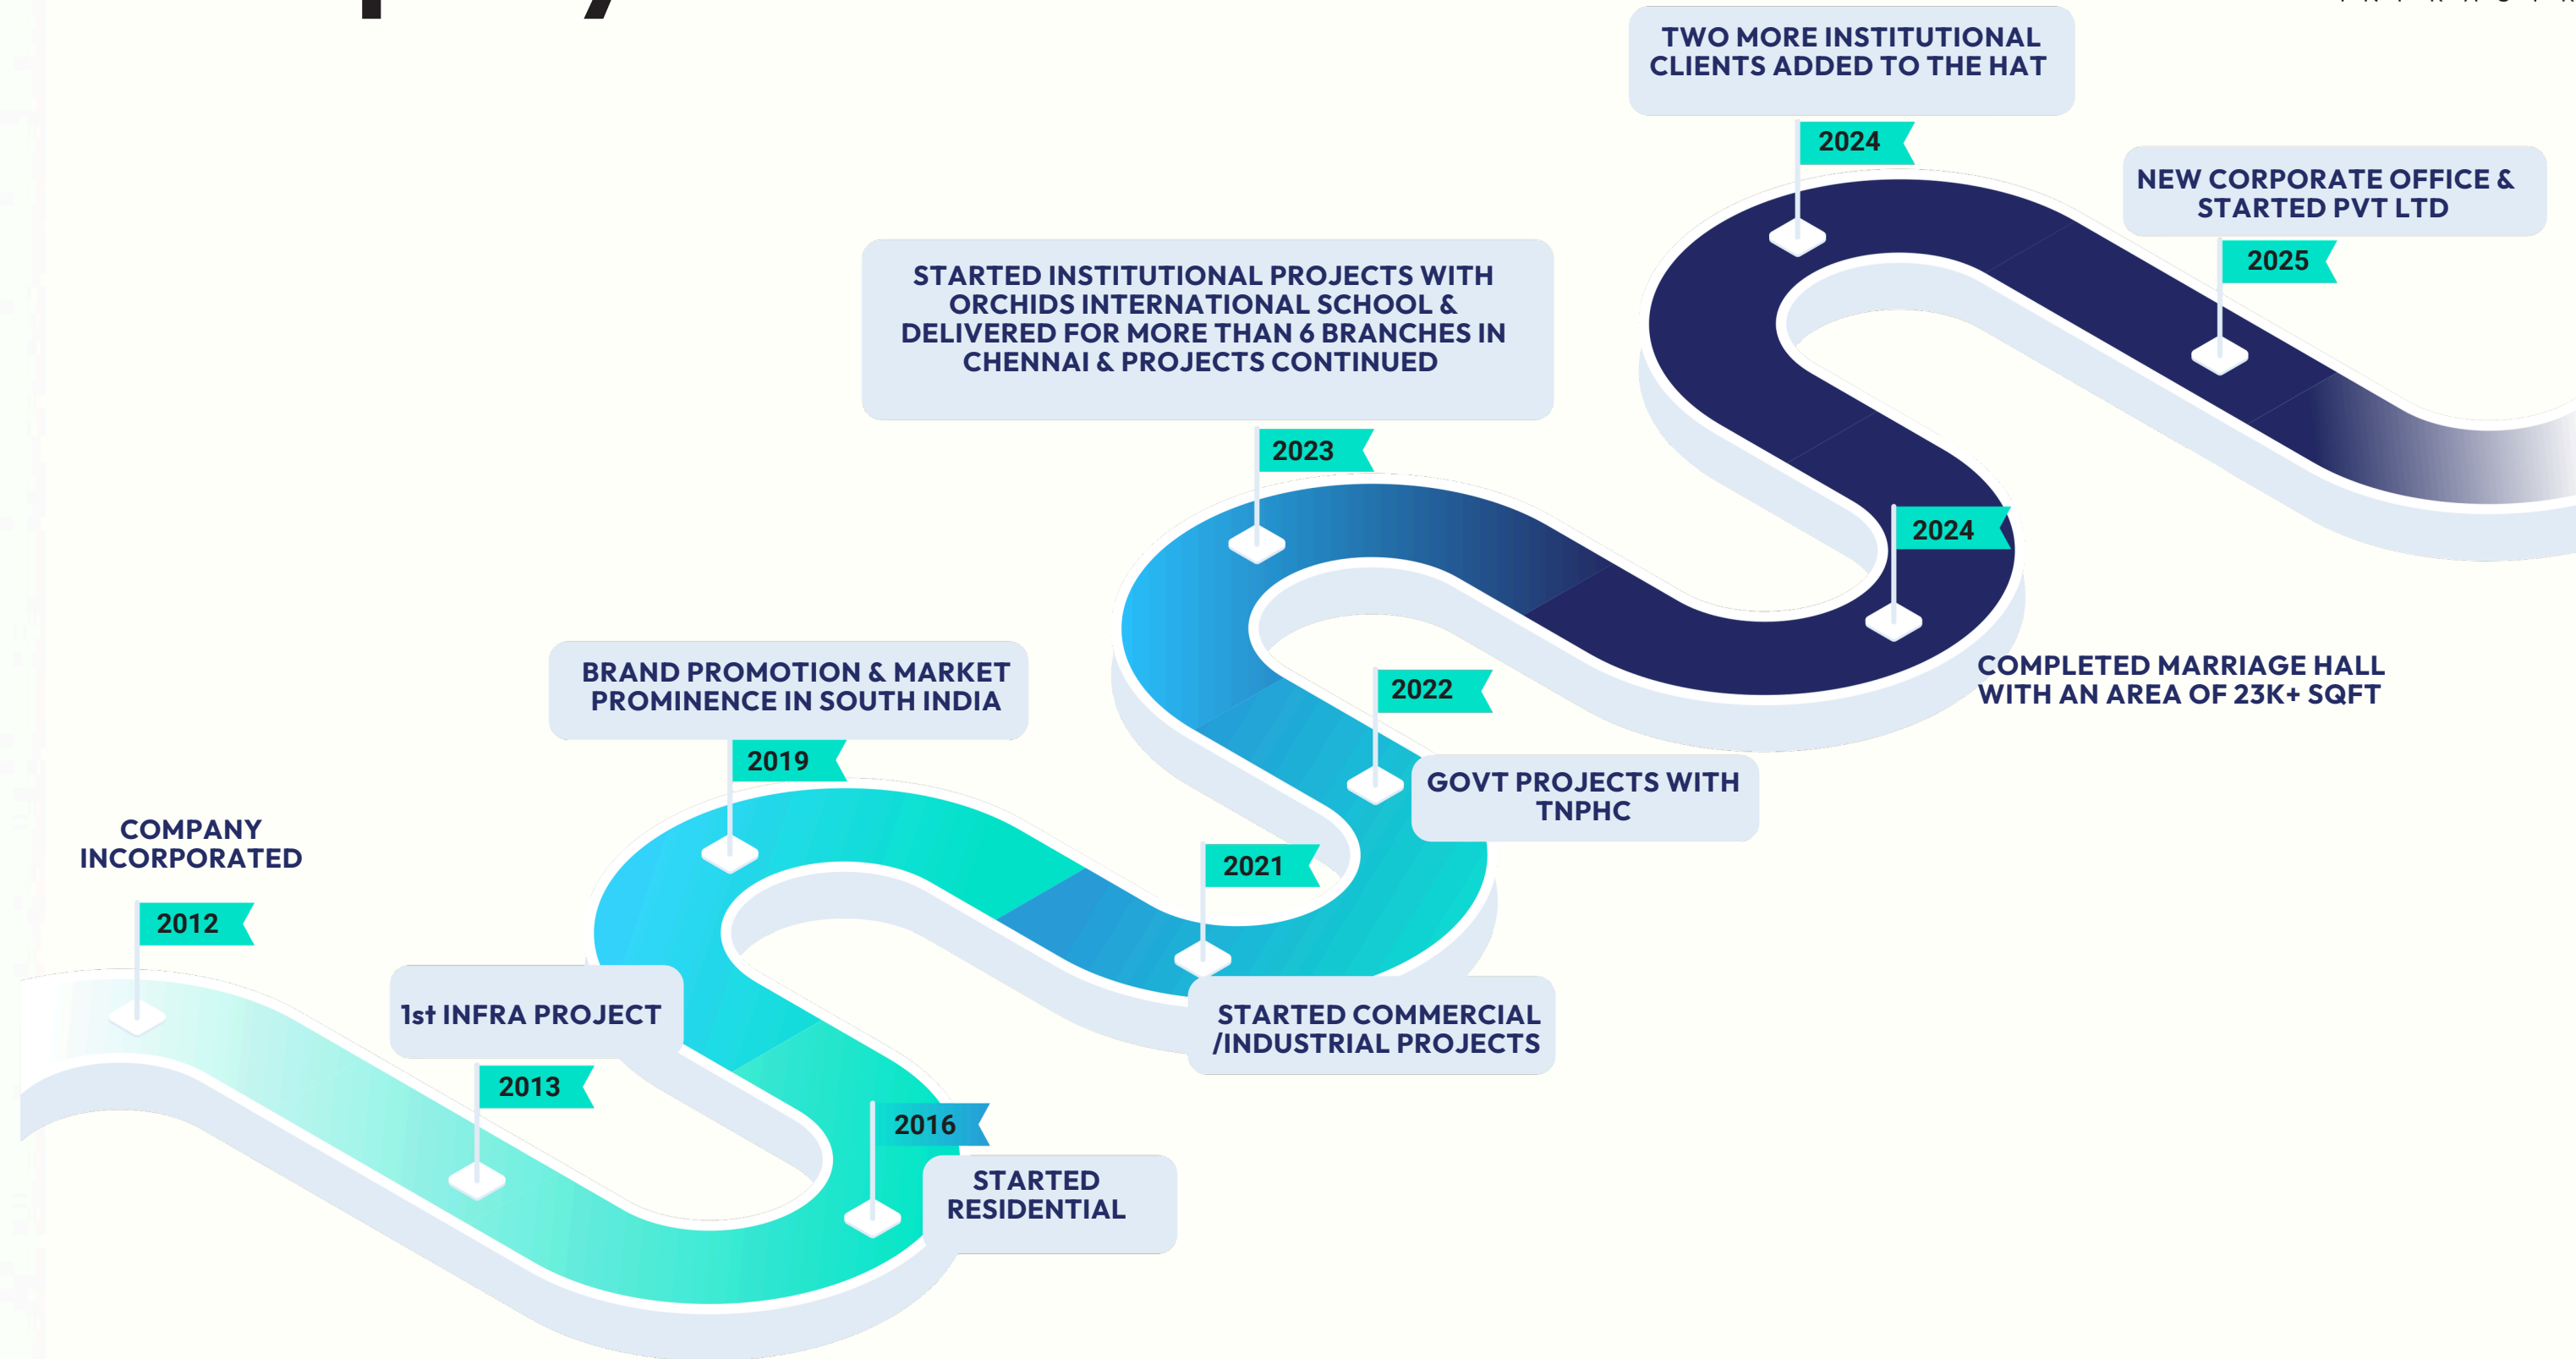 TWO MORE INSTITUTIONAL
CLIENTS ADDED TO THE HAT
2024
NEW CORPORATE OFFICE &
STARTED PVT LTD
2025
STARTED INSTITUTIONAL PROJECTS WITH
ORCHIDS INTERNATIONAL SCHOOL &
DELIVERED FOR MORE THAN 6 BRANCHES IN
CHENNAI & PROJECTS CONTINUED
2023
2024
COMPLETED MARRIAGE HALL
WITH AN AREA OF 23K+ SQFT
BRAND PROMOTION & MARKET
PROMINENCE IN SOUTH INDIA
2019
2022
GOVT PROJECTS WITH
TNPHC
COMPANY
INCORPORATED
2012
2021
STARTED COMMERCIAL
/INDUSTRIAL PROJECTS
1st INFRA PROJECT
2013
2016
STARTED
RESIDENTIAL